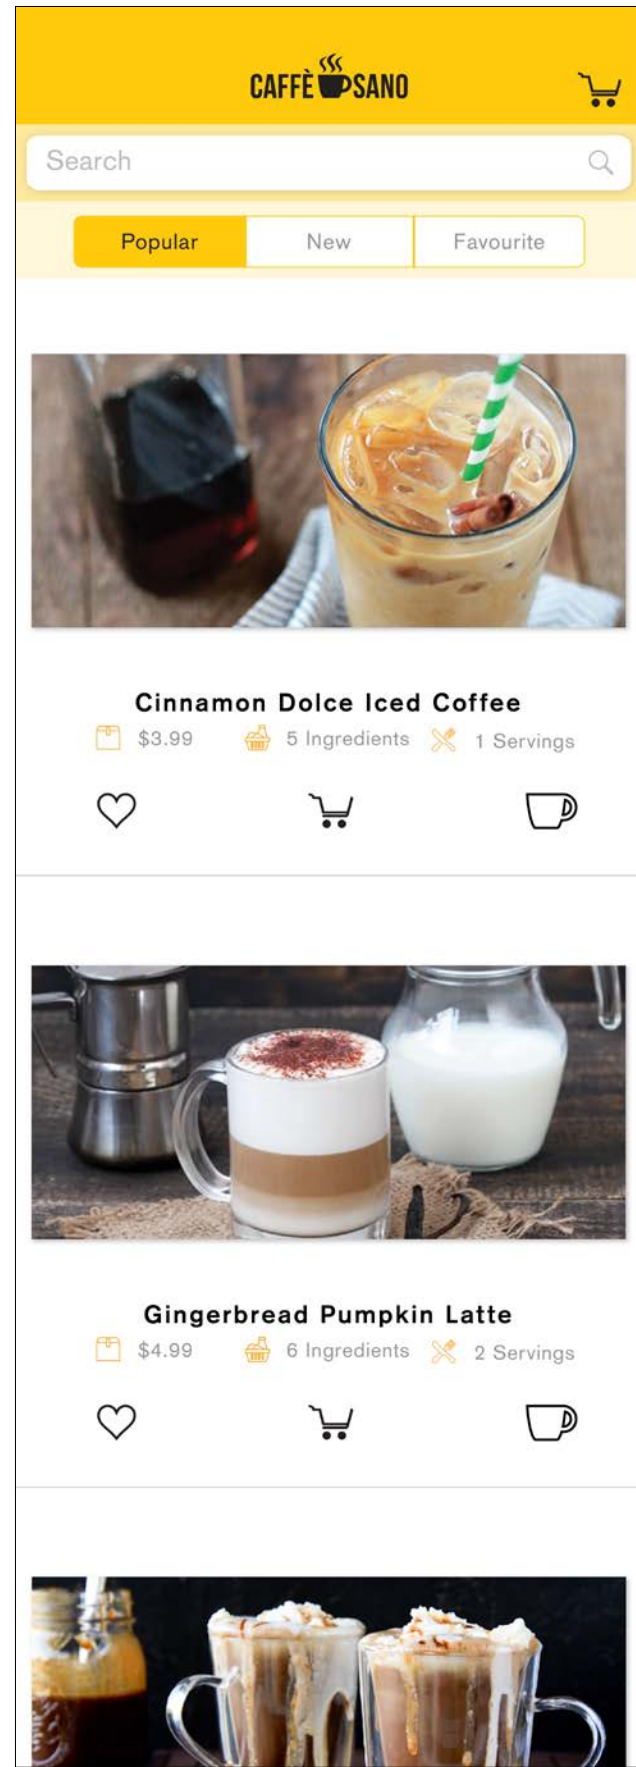 CAFFÈ SANO
Search
Popular New Favourite
Cinnamon Dolce Iced Coffee
$3.99 5 Ingredients 1 Servings
Gingerbread Pumpkin Latte
$4.99 6 Ingredients 2 Servings